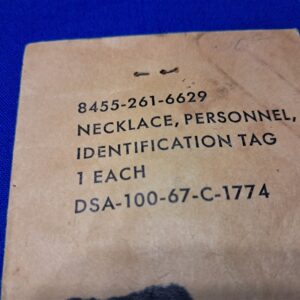 8455-261-6629
NECKLACE, PERSONNEL,
IDENTIFICATION TAG
1 EACH
DSA-100-67-C-1774